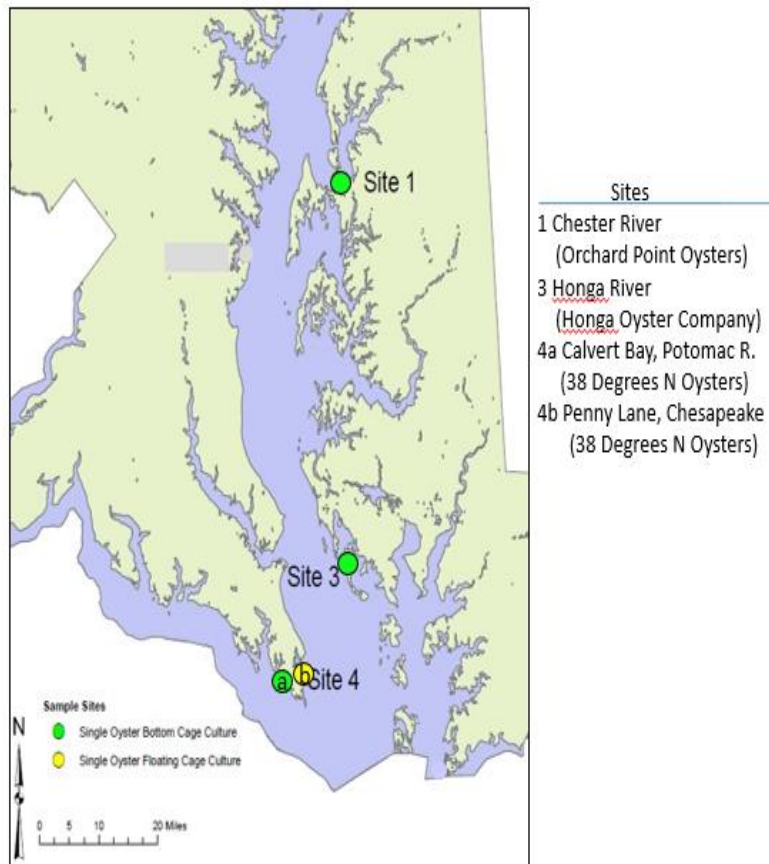 Site 1
Site 3
a
b
Site 4
Sample Sites
Single Oyster Bottom Cage Culture
Single Oyster Floating Cage Culture
N
0 5 10 20 Miles
Sites
1 Chester River
(Orchard Point Oysters)
3 Honga River
(Honga Oyster Company)
4a Calvert Bay, Potomac R.
(38 Degrees N Oysters)
4b Penny Lane, Chesapeake
(38 Degrees N Oysters)